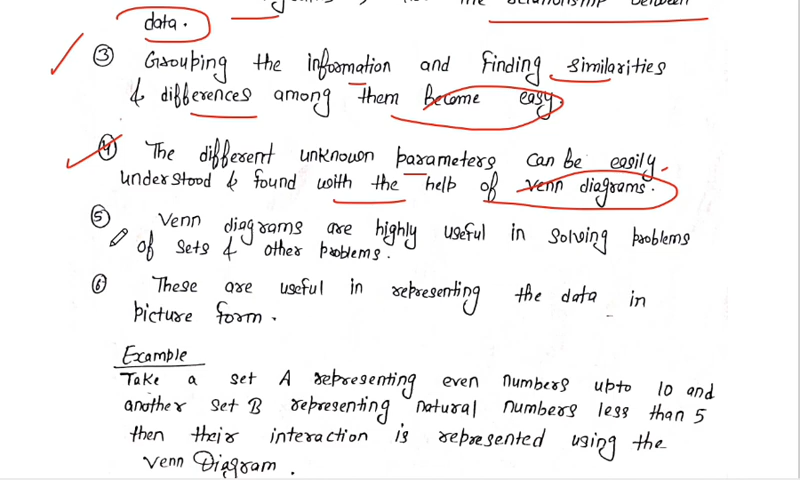 the relationship between
data.
③ Grouping the information and finding similarities
& differences among them become easy.
④ The different unknown parameters can be easily
understood & found with the help of venn diagrams.
⑤ Venn diagrams are highly useful in solving problems
of sets & other problems.
⑥ These are useful in representing the data in
picture form.
Example
Take a set A representing even numbers upto 10 and
another set B representing natural numbers less than 5
then their interaction is represented using the
Venn Diagram.